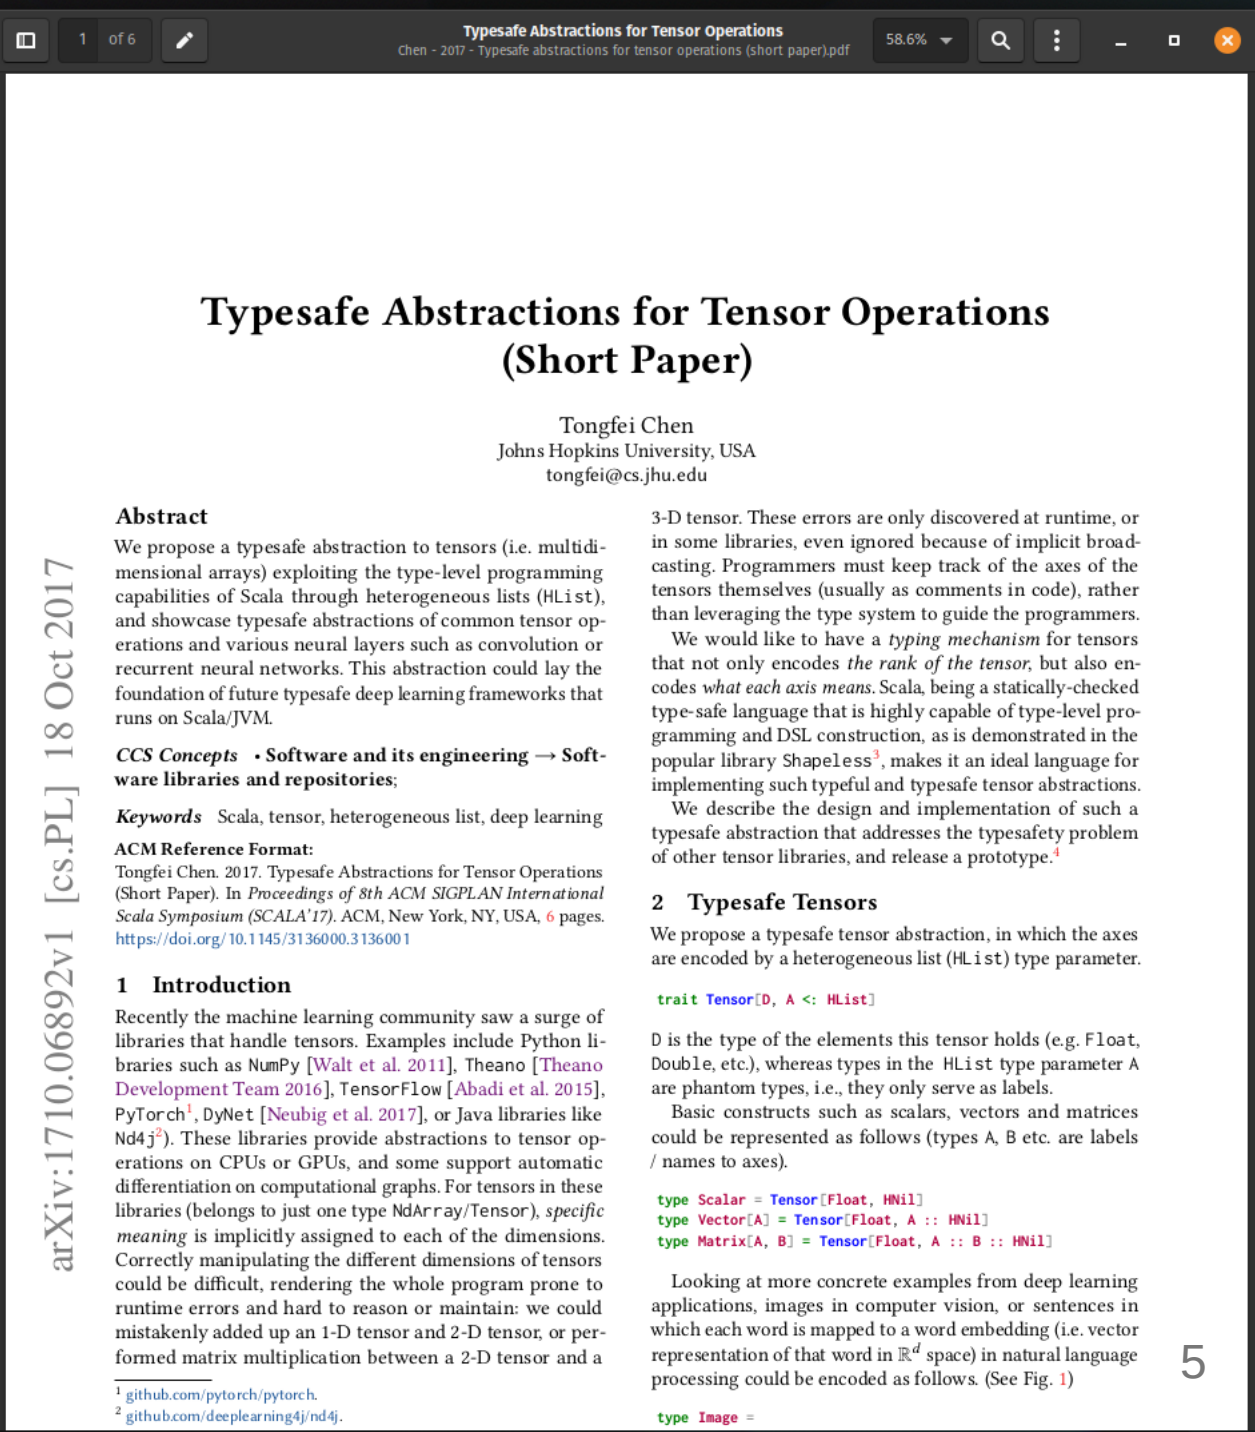 1 of 6
Typesafe Abstractions for Tensor Operations
Chen - 2017 - Typesafe abstractions for tensor operations (short paper).pdf
58.6%
Typesafe Abstractions for Tensor Operations
(Short Paper)
Tongfei Chen
Johns Hopkins University, USA
tongfei@cs.jhu.edu
arXiv:1710.06892v1 [cs.PL] 18 Oct 2017
Abstract
We propose a typesafe abstraction to tensors (i.e. multidi-
mensional arrays) exploiting the type-level programming
capabilities of Scala through heterogeneous lists (HList),
and showcase typesafe abstractions of common tensor op-
erations and various neural layers such as convolution or
recurrent neural networks. This abstraction could lay the
foundation of future typesafe deep learning frameworks that
runs on Scala/JVM.
CCS Concepts • Software and its engineering → Soft-
ware libraries and repositories;
Keywords Scala, tensor, heterogeneous list, deep learning
ACM Reference Format:
Tongfei Chen. 2017. Typesafe Abstractions for Tensor Operations
(Short Paper). In Proceedings of 8th ACM SIGPLAN International
Scala Symposium (SCALA'17). ACM, New York, NY, USA, 6 pages.
https://doi.org/10.1145/3136000.3136001
1 Introduction
Recently the machine learning community saw a surge of
libraries that handle tensors. Examples include Python li-
braries such as NumPy [Walt et al. 2011], Theano [Theano
Development Team 2016], TensorFlow [Abadi et al. 2015],
PyTorch1, DyNet [Neubig et al. 2017], or Java libraries like
Nd4j2). These libraries provide abstractions to tensor op-
erations on CPUs or GPUs, and some support automatic
differentiation on computational graphs. For tensors in these
libraries (belongs to just one type NdArray/Tensor), specific
meaning is implicitly assigned to each of the dimensions.
Correctly manipulating the different dimensions of tensors
could be difficult, rendering the whole program prone to
runtime errors and hard to reason or maintain: we could
mistakenly added up an 1-D tensor and 2-D tensor, or per-
formed matrix multiplication between a 2-D tensor and a
1 github.com/pytorch/pytorch.
2 github.com/deeplearning4j/nd4j.
3-D tensor. These errors are only discovered at runtime, or
in some libraries, even ignored because of implicit broad-
casting. Programmers must keep track of the axes of the
tensors themselves (usually as comments in code), rather
than leveraging the type system to guide the programmers.
We would like to have a typing mechanism for tensors
that not only encodes the rank of the tensor, but also en-
codes what each axis means. Scala, being a statically-checked
type-safe language that is highly capable of type-level pro-
gramming and DSL construction, as is demonstrated in the
popular library Shapeless3, makes it an ideal language for
implementing such typeful and typesafe tensor abstractions.
We describe the design and implementation of such a
typesafe abstraction that addresses the typesafety problem
of other tensor libraries, and release a prototype.4
2 Typesafe Tensors
We propose a typesafe tensor abstraction, in which the axes
are encoded by a heterogeneous list (HList) type parameter.
trait Tensor[D, A <: HList]
D is the type of the elements this tensor holds (e.g. Float,
Double, etc.), whereas types in the HList type parameter A
are phantom types, i.e., they only serve as labels.
Basic constructs such as scalars, vectors and matrices
could be represented as follows (types A, B etc. are labels
/ names to axes).
type Scalar = Tensor[Float, HNil]
type Vector[A] = Tensor[Float, A :: HNil]
type Matrix[A, B] = Tensor[Float, A :: B :: HNil]
Looking at more concrete examples from deep learning
applications, images in computer vision, or sentences in
which each word is mapped to a word embedding (i.e. vector
representation of that word in ℝd space) in natural language
processing could be encoded as follows. (See Fig. 1)
type Image =
5